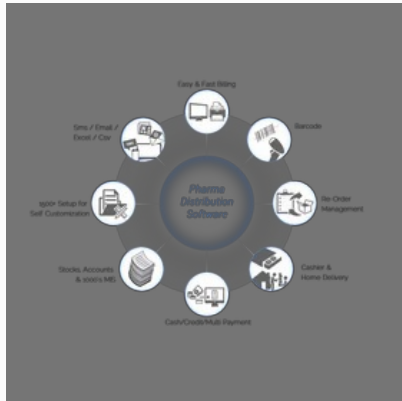 Easy & Fast Billing
Sms / Email /
Excel / Csv
Barcode
Pharma
Distribution
Software
1500+ Setup for
Self Customization
Re-Order
Management
Stocks, Accounts
& 1000's MIS
Cashier &
Home Delivery
Cash/Credit/Multi Payment